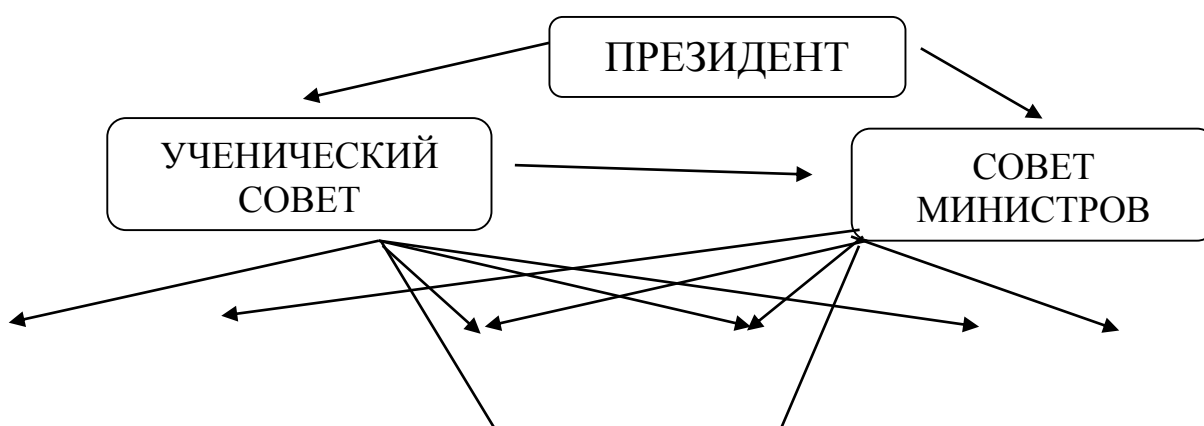 ПРЕЗИДЕНТ
УЧЕНИЧЕСКИЙ
СОВЕТ
СОВЕТ
МИНИСТРОВ